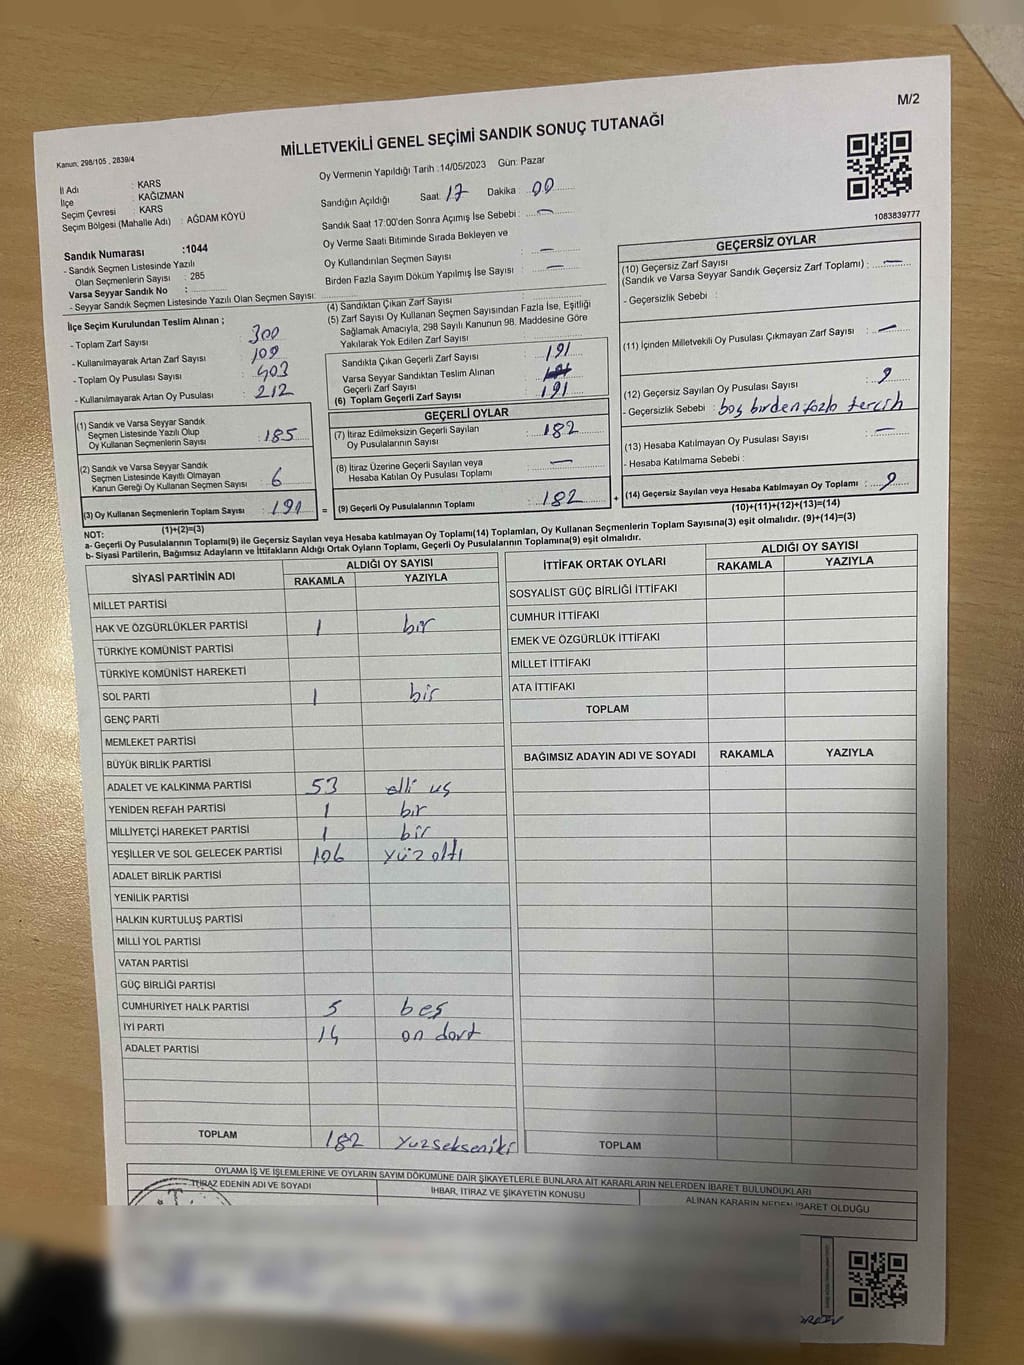 M/2
MİLLETVEKİLİ GENEL SEÇİMİ SANDIK SONUÇ TUTANAĞI
Kanun: 298/105 , 2839/4
İl Adı : KARS
İlçe : KAĞIZMAN
Seçim Çevresi : KARS
Seçim Bölgesi (Mahalle Adı) : AĞDAM KÖYÜ
Sandık Numarası :1044
- Sandık Seçmen Listesinde Yazılı
Olan Seçmenlerin Sayısı : 285
Varsa Seyyar Sandık No :
- Seyyar Sandık Seçmen Listesinde Yazılı Olan Seçmen Sayısı:
Oy Vermenin Yapıldığı Tarih :14/05/2023 Gün: Pazar
Sandığın Açıldığı Saat : 17 Dakika : 00
Sandık Saat 17:00'den Sonra Açımış İse Sebebi : —
Oy Verme Saati Bitiminde Sırada Bekleyen ve
Oy Kullandırılan Seçmen Sayısı : —
Birden Fazla Sayım Döküm Yapılmış İse Sayısı : —
1083839777
İlçe Seçim Kurulundan Teslim Alınan ;
- Toplam Zarf Sayısı : 300
- Kullanılmayarak Artan Zarf Sayısı : 109
- Toplam Oy Pusulası Sayısı : 403
- Kullanılmayarak Artan Oy Pusulası : 212
(1) Sandık ve Varsa Seyyar Sandık
Seçmen Listesinde Yazılı Olup
Oy Kullanan Seçmenlerin Sayısı : 185
(2) Sandık ve Varsa Seyyar Sandık
Seçmen Listesinde Kayıtlı Olmayan
Kanun Gereği Oy Kullanan Seçmen Sayısı : 6
(3) Oy Kullanan Seçmenlerin Toplam Sayısı : 191
(1)+(2)=(3)
(4) Sandıktan Çıkan Zarf Sayısı :
(5) Zarf Sayısı Oy Kullanan Seçmen Sayısından Fazla İse, Eşitliği
Sağlamak Amacıyla, 298 Sayılı Kanunun 98. Maddesine Göre
Yakılarak Yok Edilen Zarf Sayısı :
Sandıkta Çıkan Geçerli Zarf Sayısı : 191
Varsa Seyyar Sandıktan Teslim Alınan
Geçerli Zarf Sayısı :
(6) Toplam Geçerli Zarf Sayısı : 191
GEÇERLİ OYLAR
(7) İtiraz Edilmeksizin Geçerli Sayılan
Oy Pusulalarının Sayısı : 182
(8) İtiraz Üzerine Geçerli Sayılan veya
Hesaba Katılan Oy Pusulası Toplamı : —
= (9) Geçerli Oy Pusulalarının Toplamı : 182 +
GEÇERSİZ OYLAR
(10) Geçersiz Zarf Sayısı
(Sandık ve Varsa Seyyar Sandık Geçersiz Zarf Toplamı) : —
- Geçersizlik Sebebi :
(11) İçinden Milletvekili Oy Pusulası Çıkmayan Zarf Sayısı : —
(12) Geçersiz Sayılan Oy Pusulası Sayısı : 9
- Geçersizlik Sebebi : boş birden fazla tercih
(13) Hesaba Katılmayan Oy Pusulası Sayısı : —
- Hesaba Katılmama Sebebi :
(14) Geçersiz Sayılan veya Hesaba Katılmayan Oy Toplamı : 9
(10)+(11)+(12)+(13)=(14)
NOT:
a- Geçerli Oy Pusulalarının Toplamı(9) ile Geçersiz Sayılan veya Hesaba katılmayan Oy Toplamı(14) Toplamları, Oy Kullanan Seçmenlerin Toplam Sayısına(3) eşit olmalıdır. (9)+(14)=(3)
b- Siyasi Partilerin, Bağımsız Adayların ve İttifakların Aldığı Ortak Oyların Toplamı, Geçerli Oy Pusulalarının Toplamına(9) eşit olmalıdır.
SİYASİ PARTİNİN ADI ALDIĞI OY SAYISI
RAKAMLA YAZIYLA
MİLLET PARTİSİ
HAK VE ÖZGÜRLÜKLER PARTİSİ 1 bir
TÜRKİYE KOMÜNİST PARTİSİ
TÜRKİYE KOMÜNİST HAREKETİ
SOL PARTİ 1 bir
GENÇ PARTİ
MEMLEKET PARTİSİ
BÜYÜK BİRLİK PARTİSİ
ADALET VE KALKINMA PARTİSİ 53 elli uş
YENİDEN REFAH PARTİSİ 1 bir
MİLLİYETÇİ HAREKET PARTİSİ 1 bir
YEŞİLLER VE SOL GELECEK PARTİSİ 106 yüz altı
ADALET BİRLİK PARTİSİ
YENİLİK PARTİSİ
HALKIN KURTULUŞ PARTİSİ
MİLLİ YOL PARTİSİ
VATAN PARTİSİ
GÜÇ BİRLİĞİ PARTİSİ
CUMHURİYET HALK PARTİSİ 5 beş
İYİ PARTİ 14 on dort
ADALET PARTİSİ
TOPLAM 182 yuzsekseniki
İTTİFAK ORTAK OYLARI ALDIĞI OY SAYISI
RAKAMLA YAZIYLA
SOSYALİST GÜÇ BİRLİĞİ İTTİFAKI
CUMHUR İTTİFAKI
EMEK VE ÖZGÜRLÜK İTTİFAKI
MİLLET İTTİFAKI
ATA İTTİFAKI
TOPLAM
BAĞIMSIZ ADAYIN ADI VE SOYADI RAKAMLA YAZIYLA
TOPLAM
OYLAMA İŞ VE İŞLEMLERİNE VE OYLARIN SAYIM DÖKÜMÜNE DAİR ŞİKAYETLERLE BUNLARA AİT KARARLARIN NELERDEN İBARET BULUNDUKLARI
İTİRAZ EDENİN ADI VE SOYADI İHBAR, İTİRAZ VE ŞİKAYETİN KONUSU ALINAN KARARIN NEDEN İBARET OLDUĞU